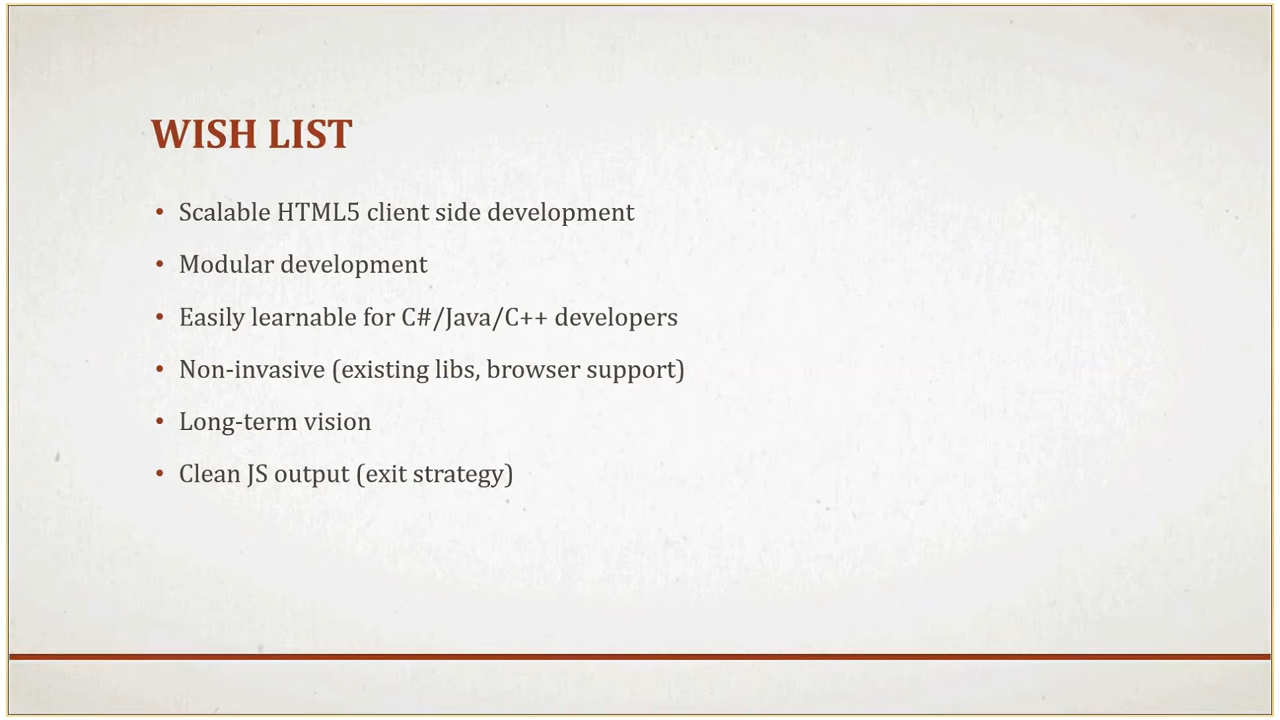 WISH LIST
• Scalable HTML5 client side development
• Modular development
• Easily learnable for C#/Java/C++ developers
• Non-invasive (existing libs, browser support)
• Long-term vision
• Clean JS output (exit strategy)